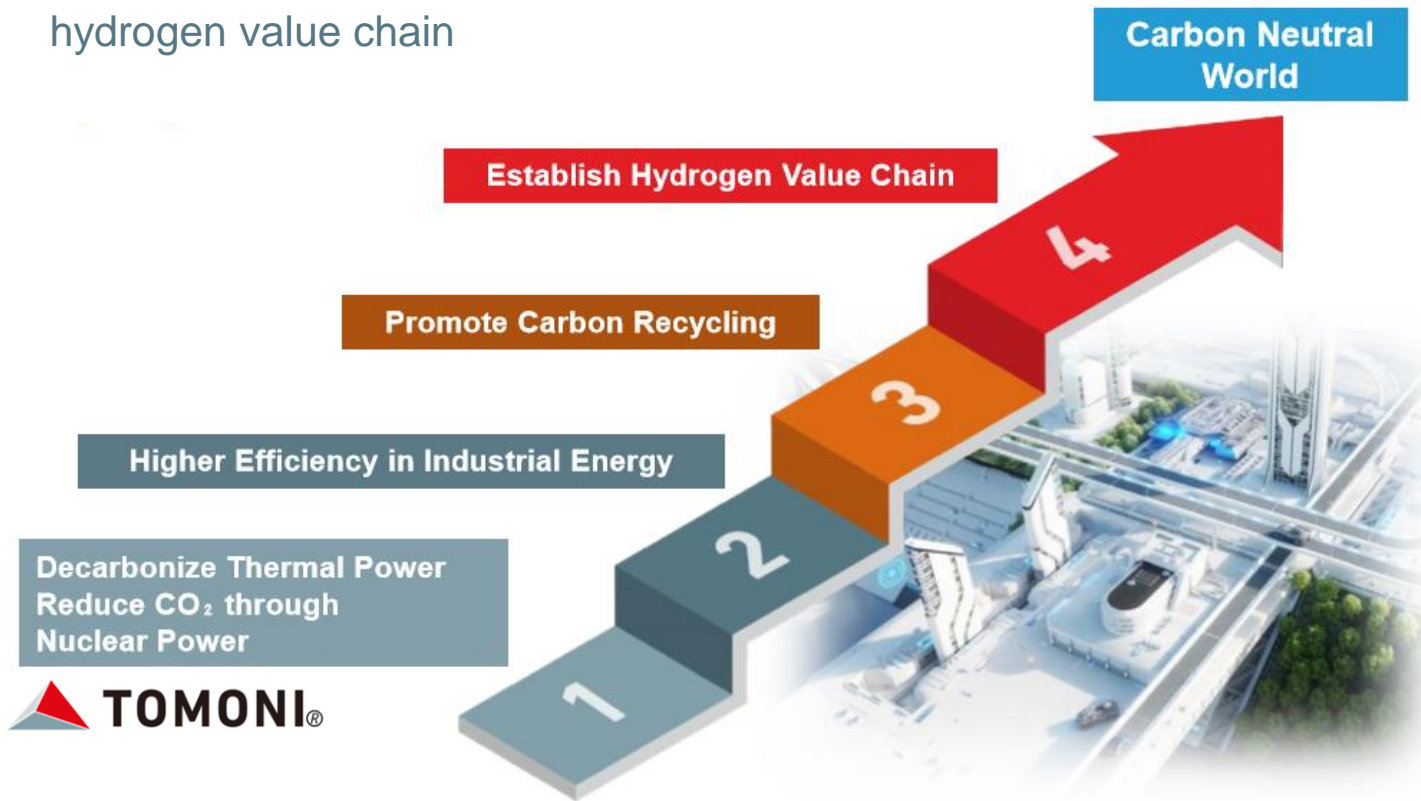 hydrogen value chain
Carbon Neutral
World
Establish Hydrogen Value Chain
4
Promote Carbon Recycling
3
Higher Efficiency in Industrial Energy
2
Decarbonize Thermal Power
Reduce CO₂ through
Nuclear Power
1
TOMONI®